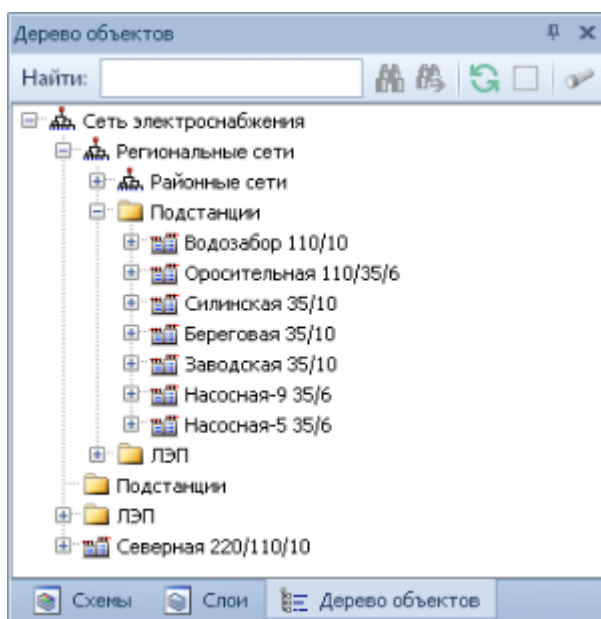 Дерево объектов
Найти:
Сеть электроснабжения
Региональные сети
Районные сети
Подстанции
Водозабор 110/10
Оросительная 110/35/6
Силинская 35/10
Береговая 35/10
Заводская 35/10
Насосная-9 35/6
Насосная-5 35/6
ЛЭП
Подстанции
ЛЭП
Северная 220/110/10
Схемы Слои Дерево объектов